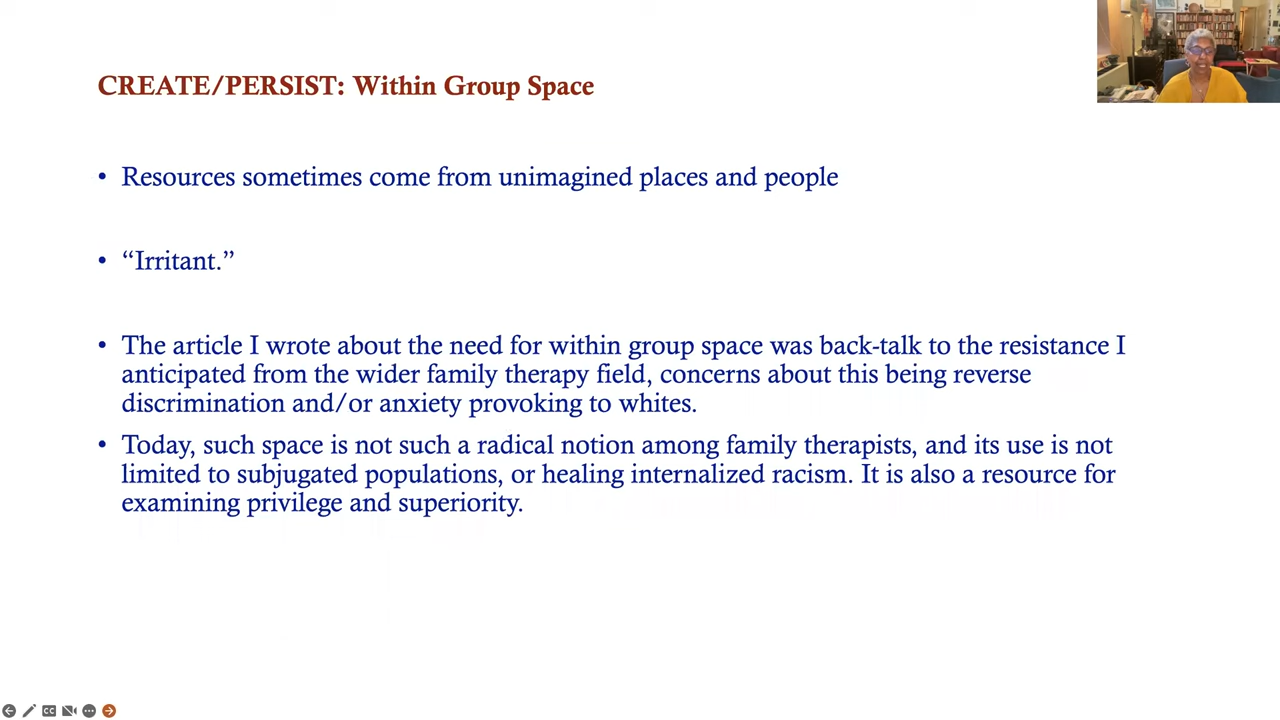 CREATE/PERSIST: Within Group Space
• Resources sometimes come from unimagined places and people
• “Irritant.”
• The article I wrote about the need for within group space was back-talk to the resistance I
anticipated from the wider family therapy field, concerns about this being reverse
discrimination and/or anxiety provoking to whites.
• Today, such space is not such a radical notion among family therapists, and its use is not
limited to subjugated populations, or healing internalized racism. It is also a resource for
examining privilege and superiority.
CC